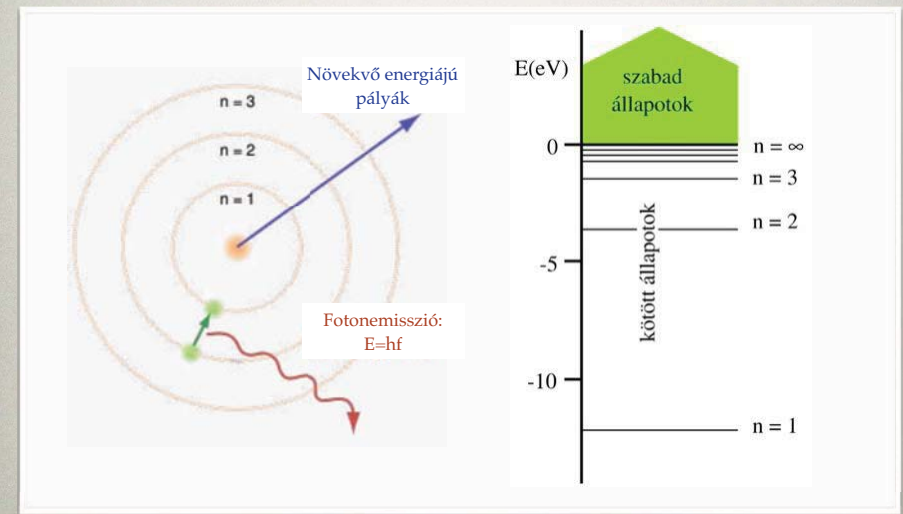 Növekvő energiájú
pályák
n = 3
n = 2
n = 1
Fotonemisszió:
E=hf
E(eV)
szabad
állapotok
0
n = ∞
n = 3
n = 2
kötött állapotok
-5
-10
n = 1